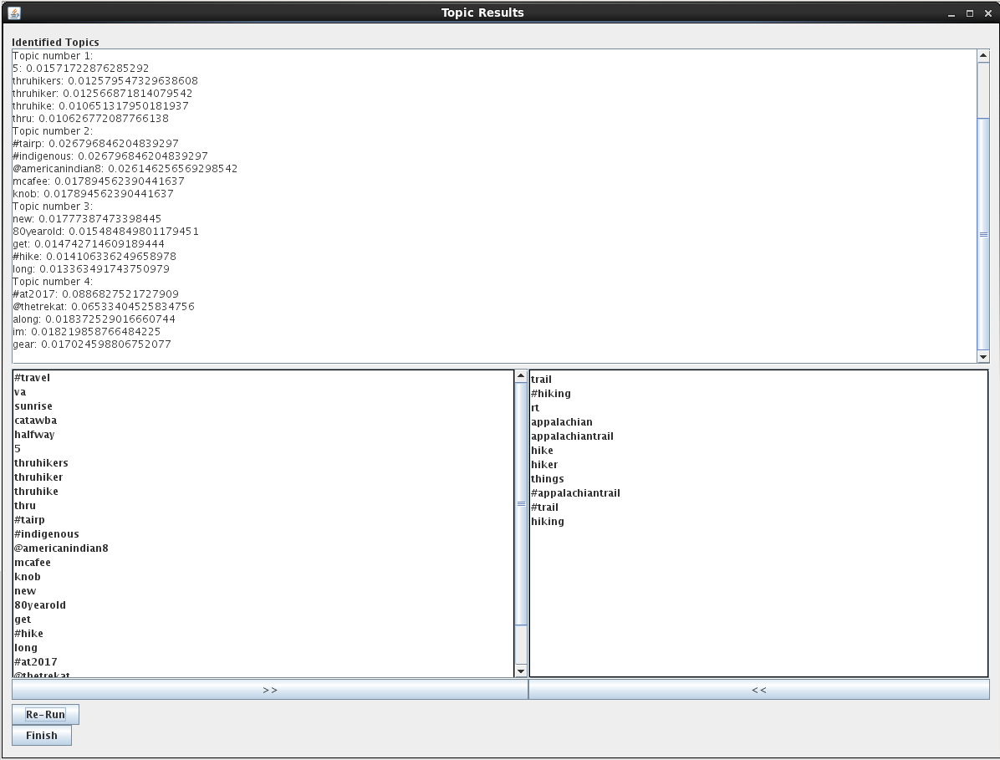 Topic Results
Identified Topics
Topic number 1:
5: 0.01571722876285292
thruhikers: 0.012579547329638608
thruhiker: 0.012566871814079542
thruhike: 0.010651317950181937
thru: 0.010626772087766138
Topic number 2:
#tairp: 0.026796846204839297
#indigenous: 0.026796846204839297
@americanindian8: 0.026146256569298542
mcafee: 0.017894562390441637
knob: 0.017894562390441637
Topic number 3:
new: 0.01777387473398445
80yearold: 0.015484849801179451
get: 0.014742714609189444
#hike: 0.014106336249658978
long: 0.013363491743750979
Topic number 4:
#at2017: 0.0886827521727909
@thetrekat: 0.06533404525834756
along: 0.018372529016660744
im: 0.018219858766484225
gear: 0.017024598806752077
#travel
va
sunrise
catawba
halfway
5
thruhikers
thruhiker
thruhike
thru
#tairp
#indigenous
@americanindian8
mcafee
knob
new
80yearold
get
#hike
long
#at2017
@thetrekat
trail
#hiking
rt
appalachian
appalachiantrail
hike
hiker
things
#appalachiantrail
#trail
hiking
>>
<<
Re-Run
Finish